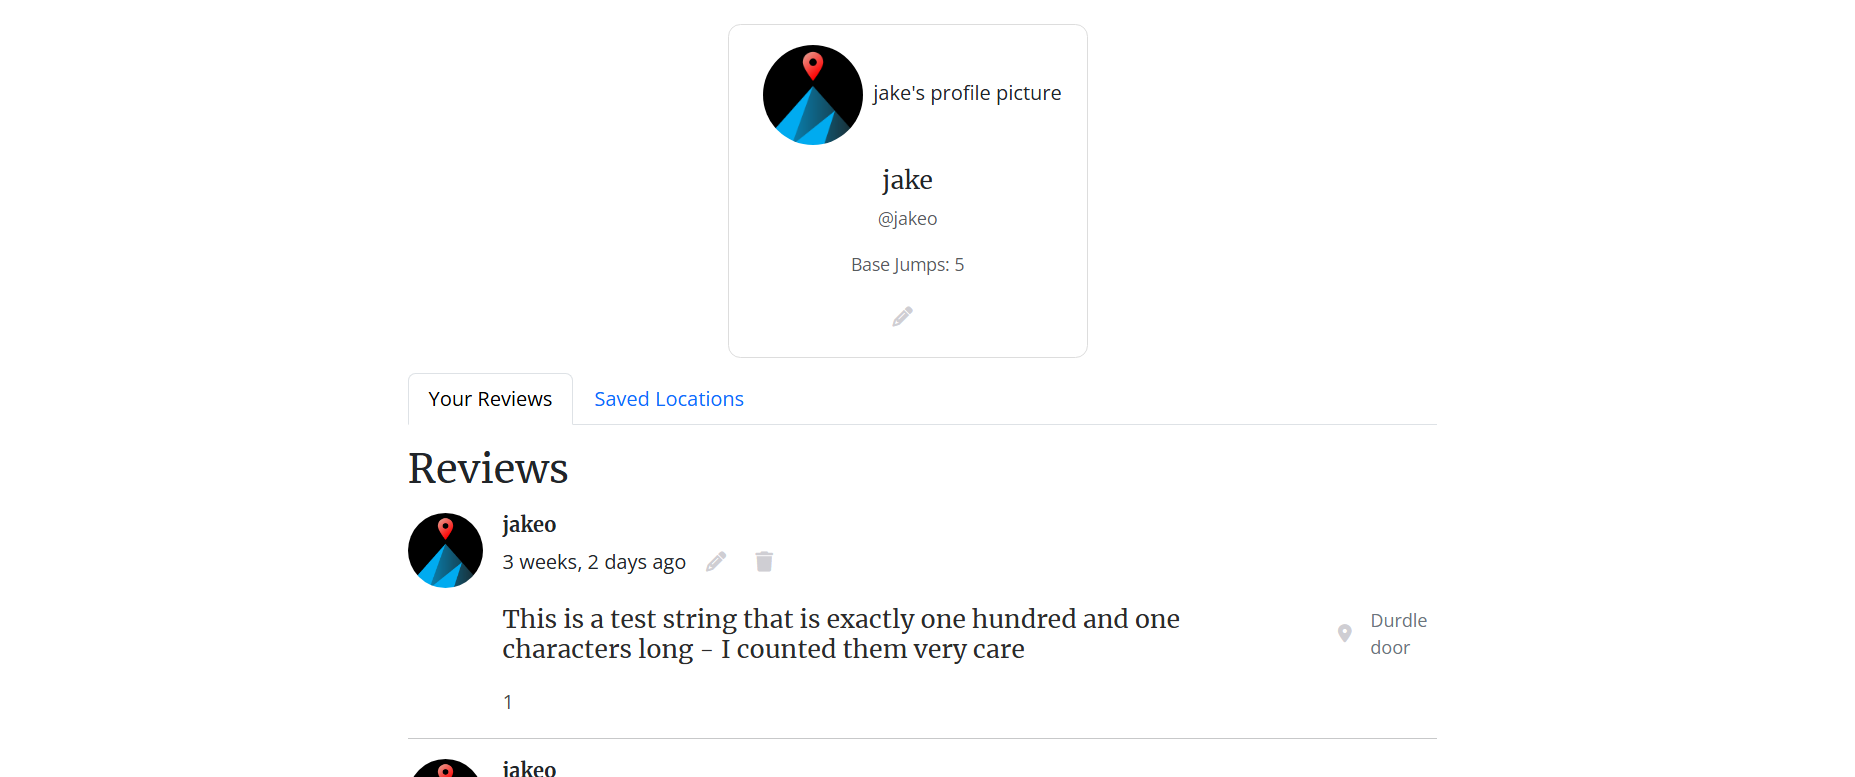 jake's profile picture
jake
@jakeo
Base Jumps: 5
Your Reviews
Saved Locations
Reviews
jakeo
3 weeks, 2 days ago
This is a test string that is exactly one hundred and one
characters long - I counted them very care
Durdle
door
1
jakeo